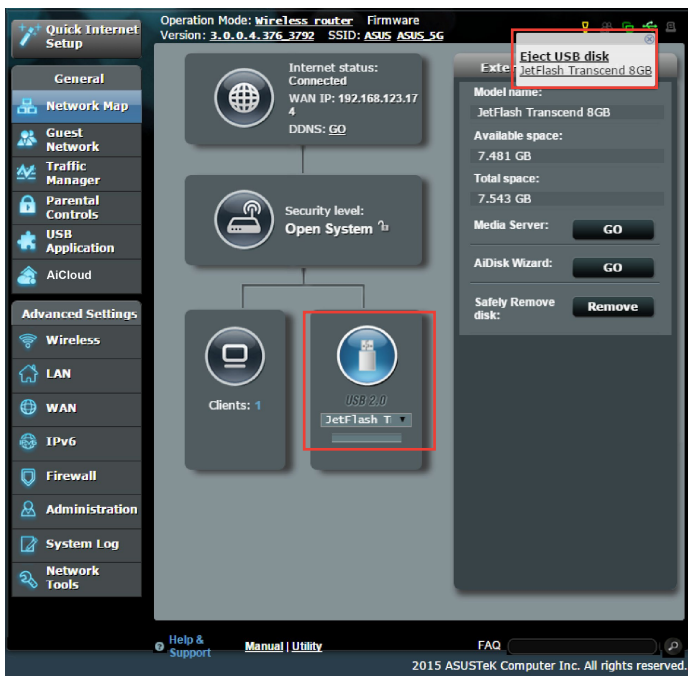 Quick Internet
Setup
Operation Mode: Wireless router Firmware
Version: 3.0.0.4.376_3792 SSID: ASUS ASUS_5G
General
Network Map
Guest
Network
Traffic
Manager
Parental
Controls
USB
Application
AiCloud
Advanced Settings
Wireless
LAN
WAN
IPv6
Firewall
Administration
System Log
Network
Tools
Internet status:
Connected
WAN IP: 192.168.123.17
4
DDNS: GO
Security level:
Open System
Clients: 1
USB 2.0
JetFlash T
Eject USB disk
JetFlash Transcend 8GB
Exte
Model name:
JetFlash Transcend 8GB
Available space:
7.481 GB
Total space:
7.543 GB
Media Server: GO
AiDisk Wizard: GO
Safely Remove
disk: Remove
Help &
Support
Manual | Utility
FAQ
2015 ASUSTeK Computer Inc. All rights reserved.